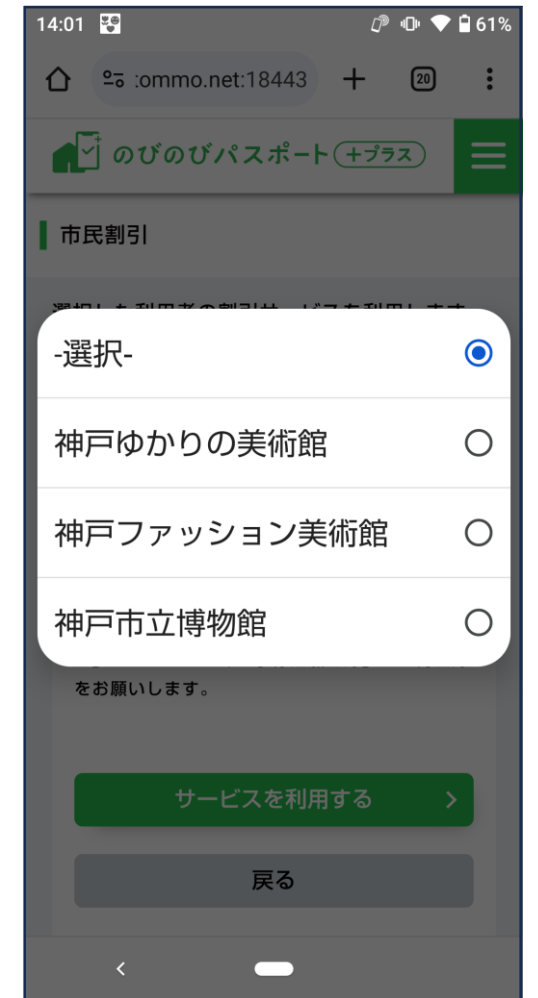 14:01 61%
:ommo.net:18443 20
のびのびパスポート +プラス
市民割引
-選択-
神戸ゆかりの美術館
神戸ファッション美術館
神戸市立博物館
をお願いします。
サービスを利用する
戻る